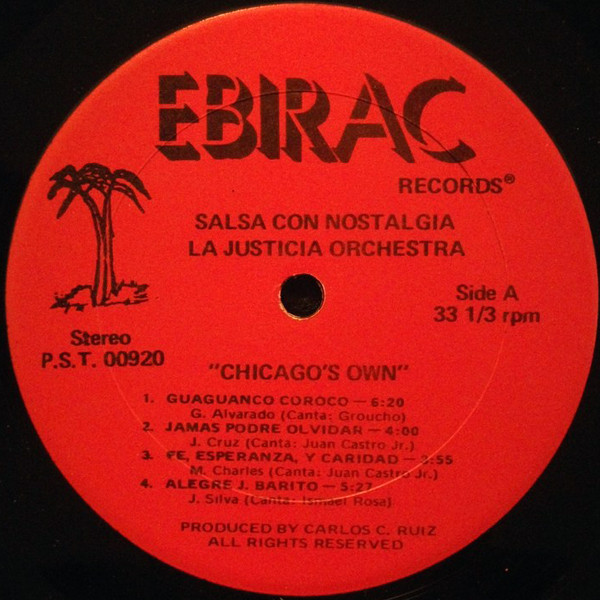 EBIRAC
RECORDS®
SALSA CON NOSTALGIA
LA JUSTICIA ORCHESTRA
Side A
33 1/3 rpm
Stereo
P.S.T. 00920
"CHICAGO'S OWN"
1. GUAGUANCO COROCO — 6:20
G. Alvarado (Canta: Groucho)
2. JAMAS PODRE OLVIDAR — 4:00
J. Cruz (Canta: Juan Castro Jr.)
3. FE, ESPERANZA, Y CARIDAD — 3:55
M. Charles (Canta: Juan Castro Jr.)
4. ALEGRE J. BARITO — 5:27
J. Silva (Canta: Ismael Rosa)
PRODUCED BY CARLOS C. RUIZ
ALL RIGHTS RESERVED